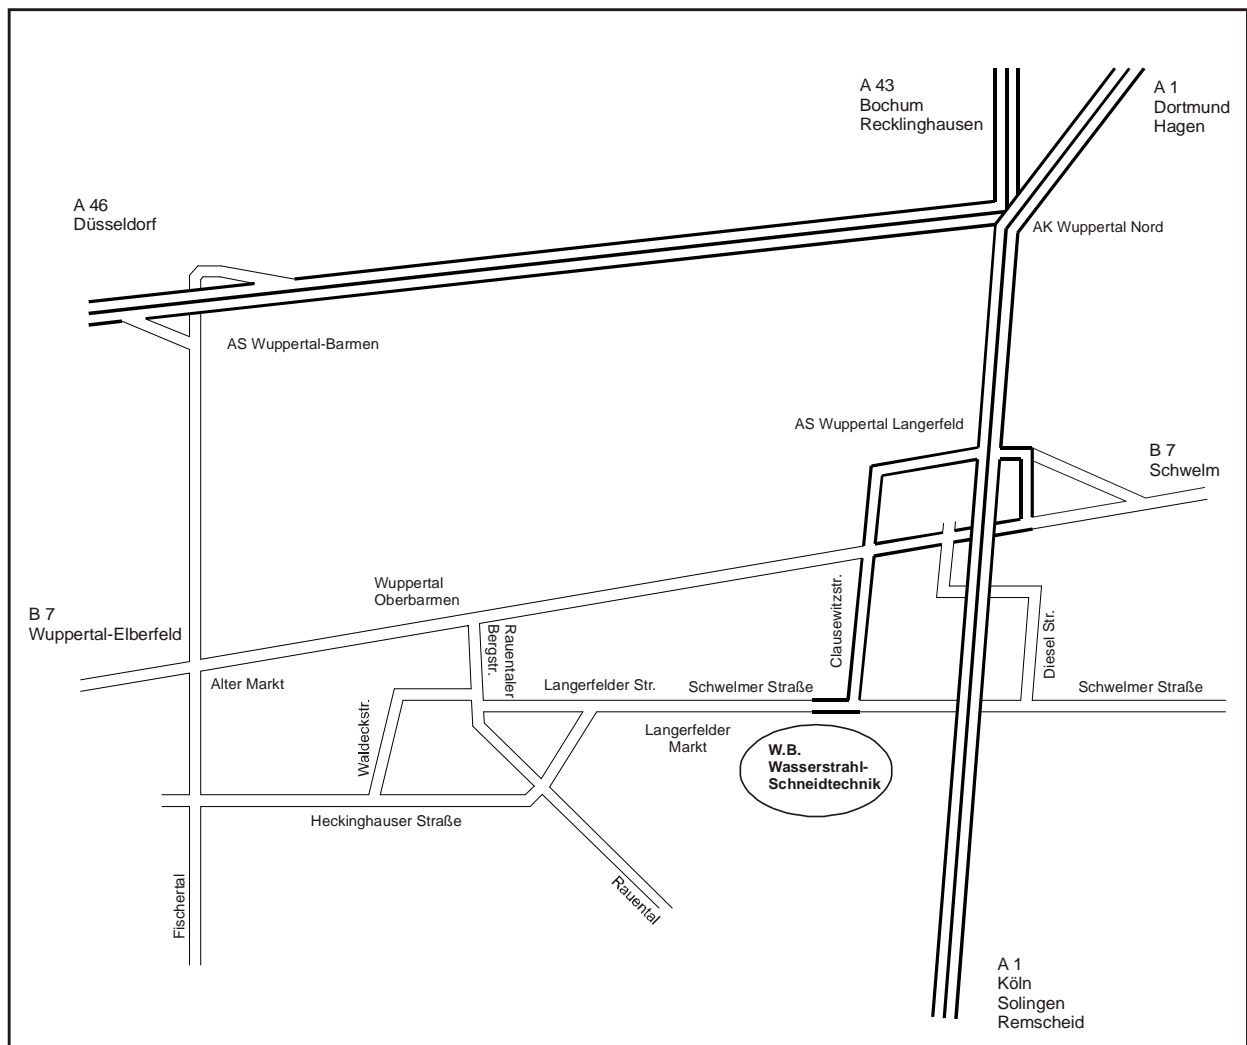 A 43
Bochum
Recklinghausen
A 1
Dortmund
Hagen
A 46
Düsseldorf
AK Wuppertal Nord
AS Wuppertal-Barmen
AS Wuppertal Langerfeld
B 7
Schwelm
Wuppertal
Oberbarmen
B 7
Wuppertal-Elberfeld
Clausewitzstr.
Diesel Str.
Rauentaler
Bergstr.
Alter Markt
Langerfelder Str.
Schwelmer Straße
Schwelmer Straße
Waldeckstr.
Langerfelder
Markt
W.B.
Wasserstrahl-
Schneidtechnik
Heckinghauser Straße
Fischertal
Rauental
A 1
Köln
Solingen
Remscheid